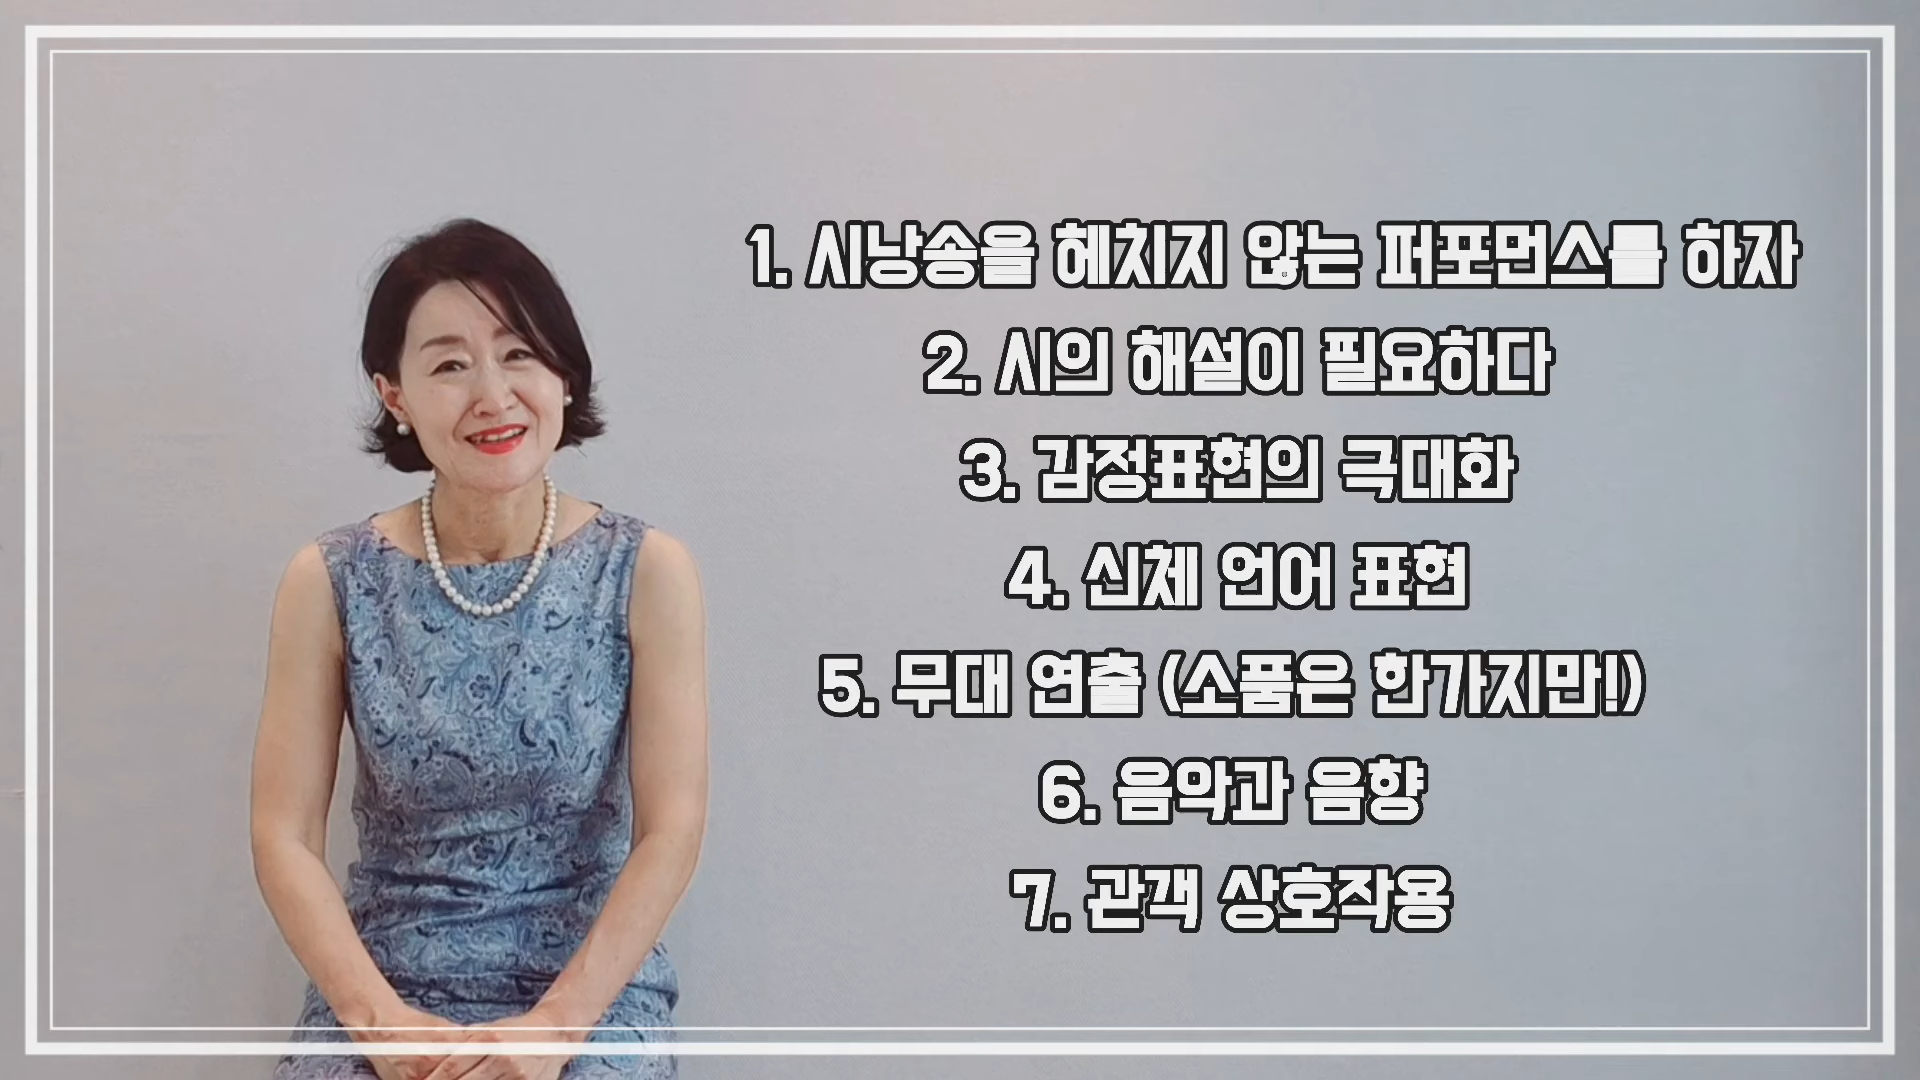 1. 시낭송을 헤치지 않는 퍼포먼스를 하자
2. 시의 해설이 필요하다
3. 감정표현의 극대화
4. 신체 언어 표현
5. 무대 연출 (소품은 한가지만!)
6. 음악과 음향
7. 관객 상호작용